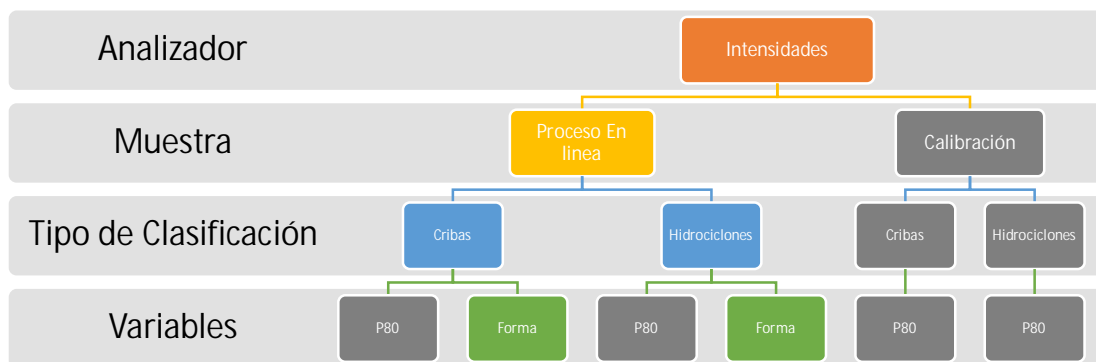 Analizador
Intensidades
Muestra
Proceso En
linea
Calibración
Tipo de Clasificación
Cribas
Hidrociclones
Cribas
Hidrociclones
Variables
P80
Forma
P80
Forma
P80
P80